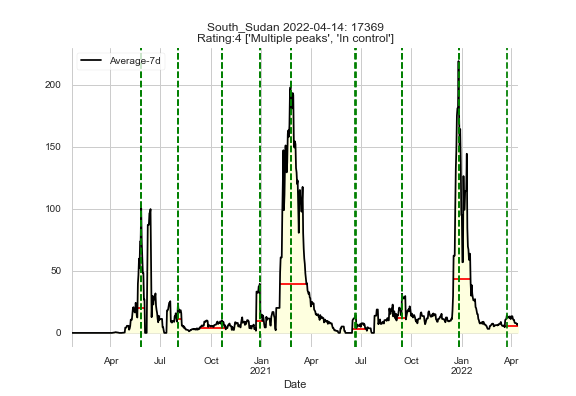 South_Sudan 2022-04-14: 17369
Rating:4 ['Multiple peaks', 'In control']
Average-7d
200
150
100
50
0
Apr Jul Oct Jan Apr Jul Oct Jan Apr
2021 2022
Date